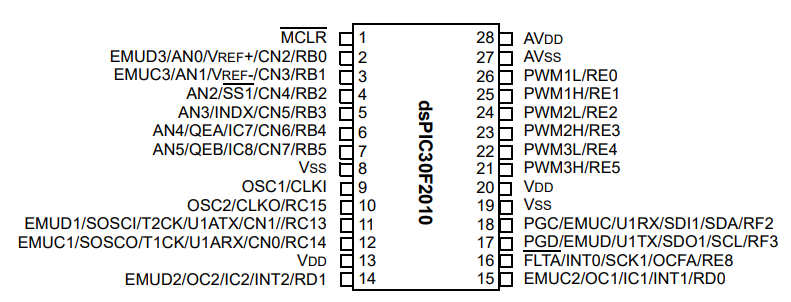 MCLR 1 28 AVDD
EMUD3/AN0/VREF+/CN2/RB0 2 27 AVSS
EMUC3/AN1/VREF-/CN3/RB1 3 26 PWM1L/RE0
AN2/SS1/CN4/RB2 4 25 PWM1H/RE1
AN3/INDX/CN5/RB3 5 24 PWM2L/RE2
AN4/QEA/IC7/CN6/RB4 6 23 PWM2H/RE3
AN5/QEB/IC8/CN7/RB5 7 22 PWM3L/RE4
VSS 8 21 PWM3H/RE5
OSC1/CLKI 9 20 VDD
OSC2/CLKO/RC15 10 19 VSS
EMUD1/SOSCI/T2CK/U1ATX/CN1//RC13 11 18 PGC/EMUC/U1RX/SDI1/SDA/RF2
EMUC1/SOSCO/T1CK/U1ARX/CN0/RC14 12 17 PGD/EMUD/U1TX/SDO1/SCL/RF3
VDD 13 16 FLTA/INT0/SCK1/OCFA/RE8
EMUD2/OC2/IC2/INT2/RD1 14 15 EMUC2/OC1/IC1/INT1/RD0
dsPIC30F2010